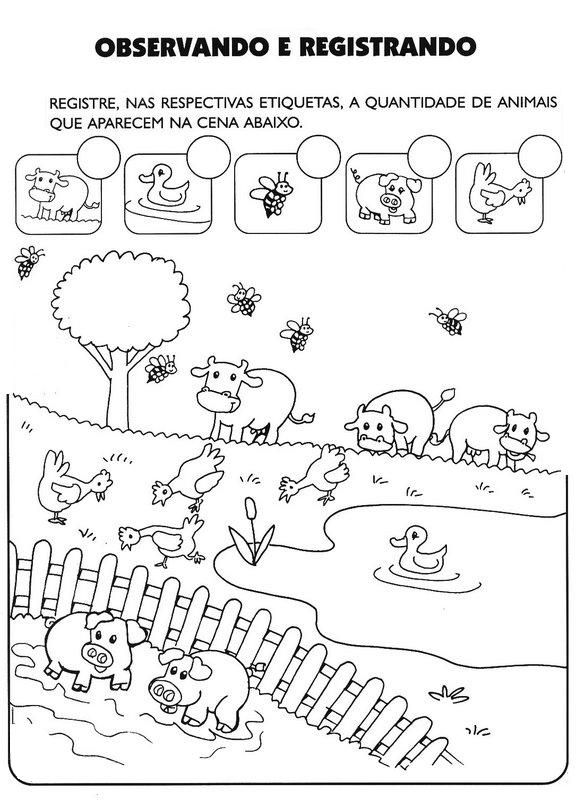 OBSERVANDO E REGISTRANDO
REGISTRE, NAS RESPECTIVAS ETIQUETAS, A QUANTIDADE DE ANIMAIS
QUE APARECEM NA CENA ABAIXO.